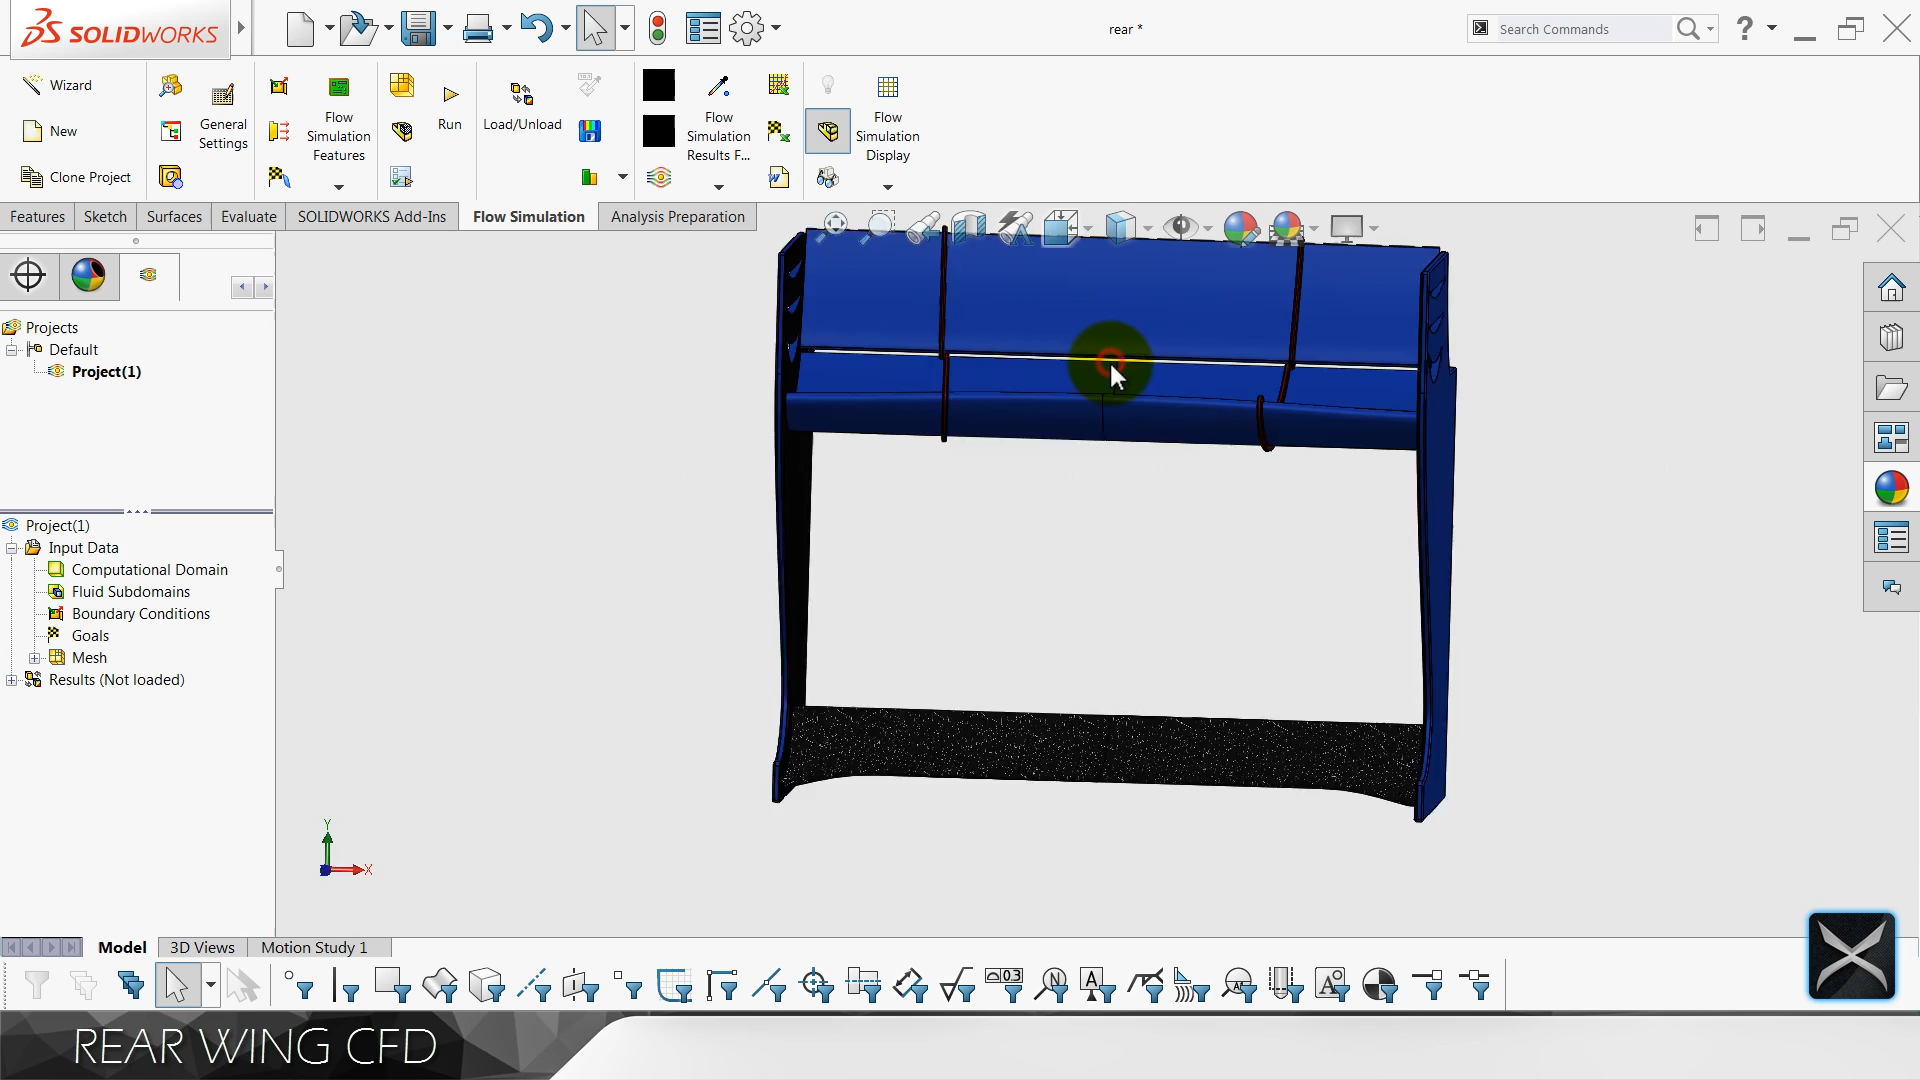 SOLIDWORKS
rear *
Search Commands
?
Wizard
New
Clone Project
General
Settings
Flow
Simulation
Features
Run
Load/Unload
Flow
Simulation
Results F...
Flow
Simulation
Display
Features
Sketch
Surfaces
Evaluate
SOLIDWORKS Add-Ins
Flow Simulation
Analysis Preparation
Projects
Default
Project(1)
Project(1)
Input Data
Computational Domain
Fluid Subdomains
Boundary Conditions
Goals
Mesh
Results (Not loaded)
Y
X
Model
3D Views
Motion Study 1
REAR WING CFD